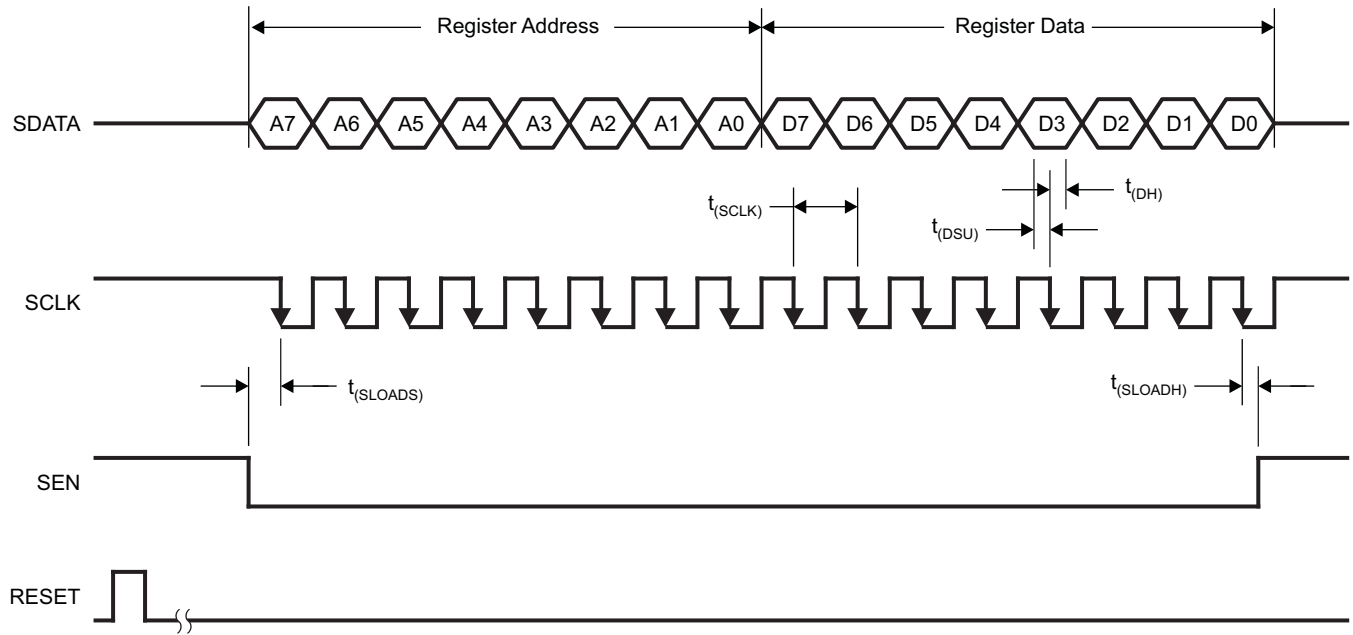 Register Address Register Data
SDATA A7 A6 A5 A4 A3 A2 A1 A0 D7 D6 D5 D4 D3 D2 D1 D0
t(DH)
t(SCLK)
t(DSU)
SCLK
t(SLOADS) t(SLOADH)
SEN
RESET